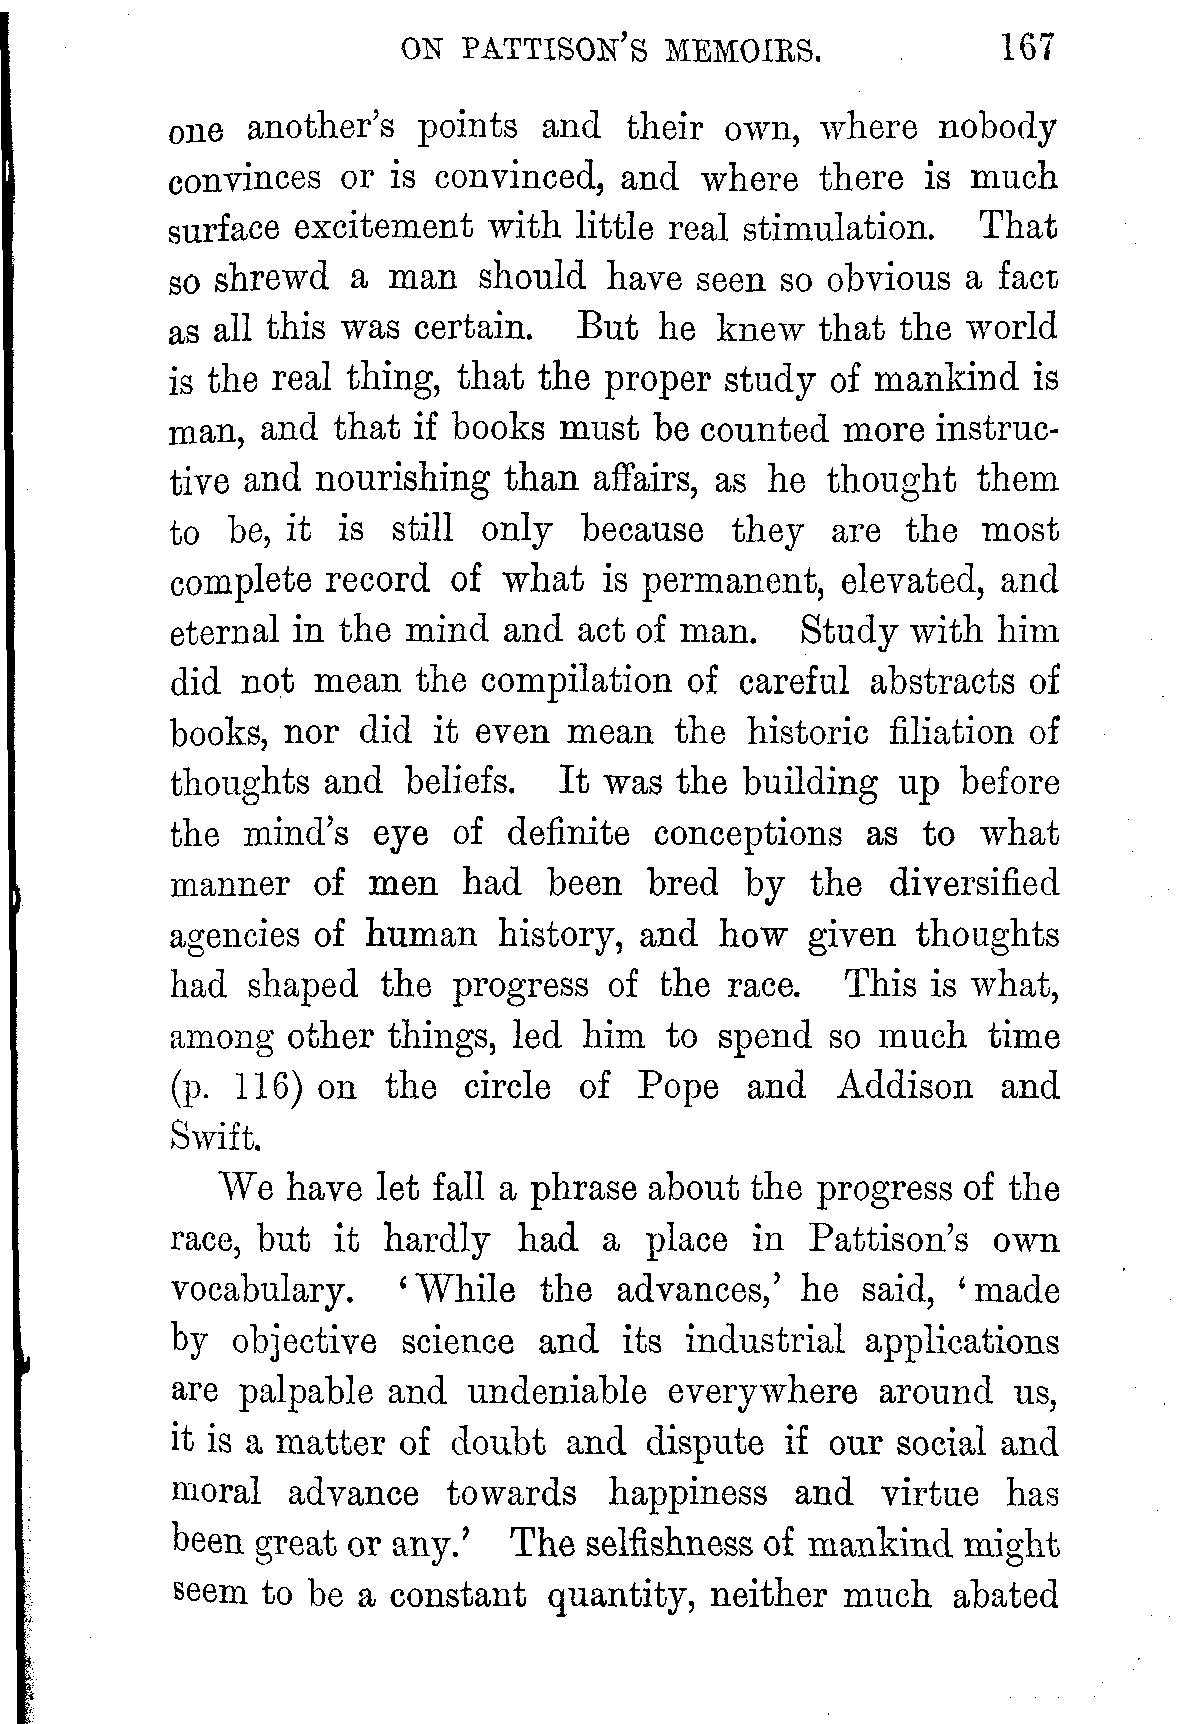 ON PATTISON'S MEMOIRS. 167
one another's points and their own, where nobody
convinces or is convinced, and where there is much
surface excitement with little real stimulation. That
so shrewd a man should have seen so obvious a fact
as all this was certain. But he knew that the world
is the real thing, that the proper study of mankind is
man, and that if books must be counted more instruc-
tive and nourishing than affairs, as he thought them
to be, it is still only because they are the most
complete record of what is permanent, elevated, and
eternal in the mind and act of man. Study with him
did not mean the compilation of careful abstracts of
books, nor did it even mean the historic filiation of
thoughts and beliefs. It was the building up before
the mind's eye of definite conceptions as to what
manner of men had been bred by the diversified
agencies of human history, and how given thoughts
had shaped the progress of the race. This is what,
among other things, led him to spend so much time
(p. 116) on the circle of Pope and Addison and
Swift.
We have let fall a phrase about the progress of the
race, but it hardly had a place in Pattison's own
vocabulary. 'While the advances,' he said, 'made
by objective science and its industrial applications
are palpable and undeniable everywhere around us,
it is a matter of doubt and dispute if our social and
moral advance towards happiness and virtue has
been great or any.' The selfishness of mankind might
seem to be a constant quantity, neither much abated